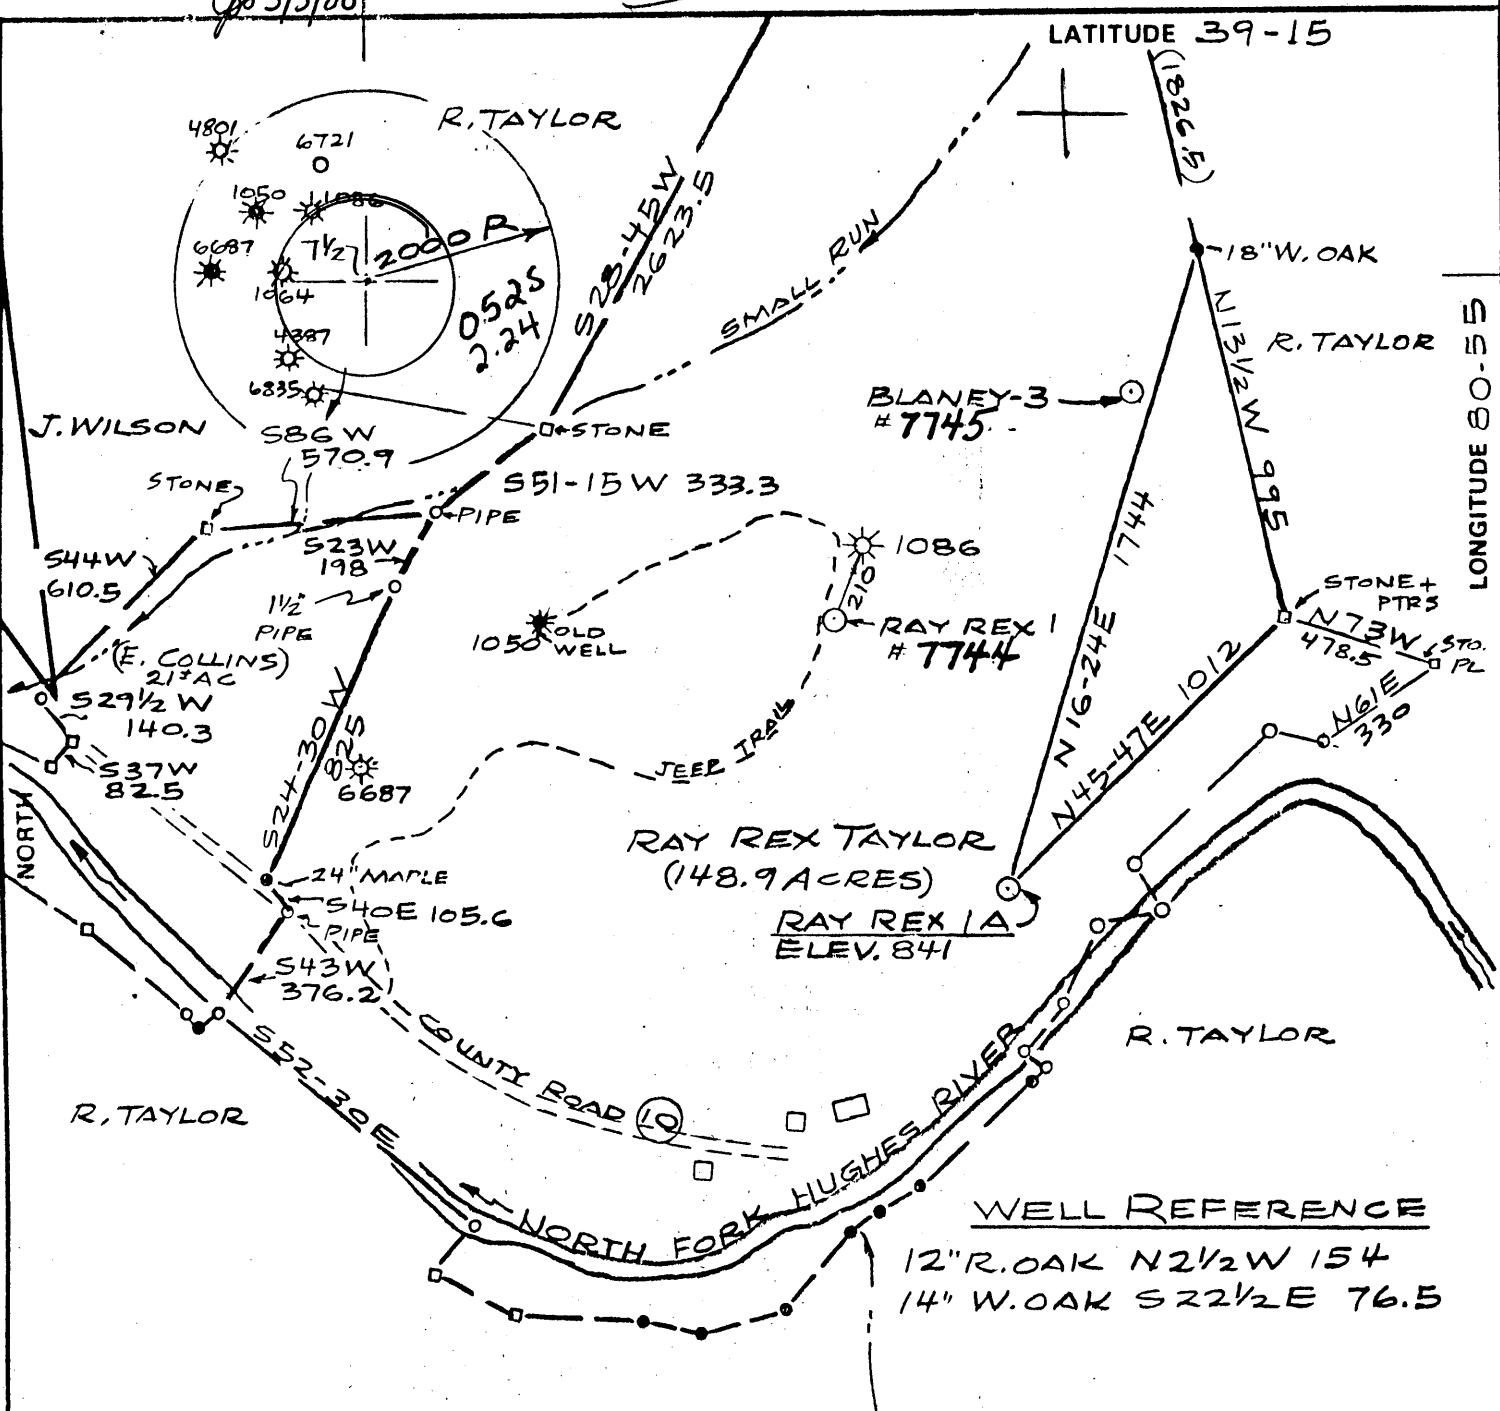 5/5/88
LATITUDE 39-15
(1826.5)
R. TAYLOR
4801
6721
1050
11086
6687
7½
2000 R
1064
0.52S
2.24
4387
6835
S28-45W
2623.5
SMALL RUN
18"W. OAK
N13½W 995
R. TAYLOR
LONGITUDE 80-55
BLANEY-3
# 7745
J. WILSON
S86 W
570.9
STONE
STONE
S51-15W 333.3
PIPE
S44W
610.5
S23W
198
1½"
PIPE
1086
210
RAY REX 1
# 7744
1744
N16-24E
STONE+
PTRS
N73W
478.5
STO.
PL
N61E
330
1050
OLD
WELL
(E. COLLINS)
21±AC
S29½ W
140.3
S37W
82.5
S24-30W
825
6687
JEEP TRAIL
N45-47E 1012
NORTH
RAY REX TAYLOR
(148.9 ACRES)
RAY REX 1A
ELEV. 841
24" MAPLE
S40E 105.6
PIPE
S43W
376.2
S52-30E
COUNTY ROAD 10
R. TAYLOR
R. TAYLOR
NORTH FORK HUGHES RIVER
WELL REFERENCE
12"R. OAK N2½W 154
14" W. OAK S22½E 76.5